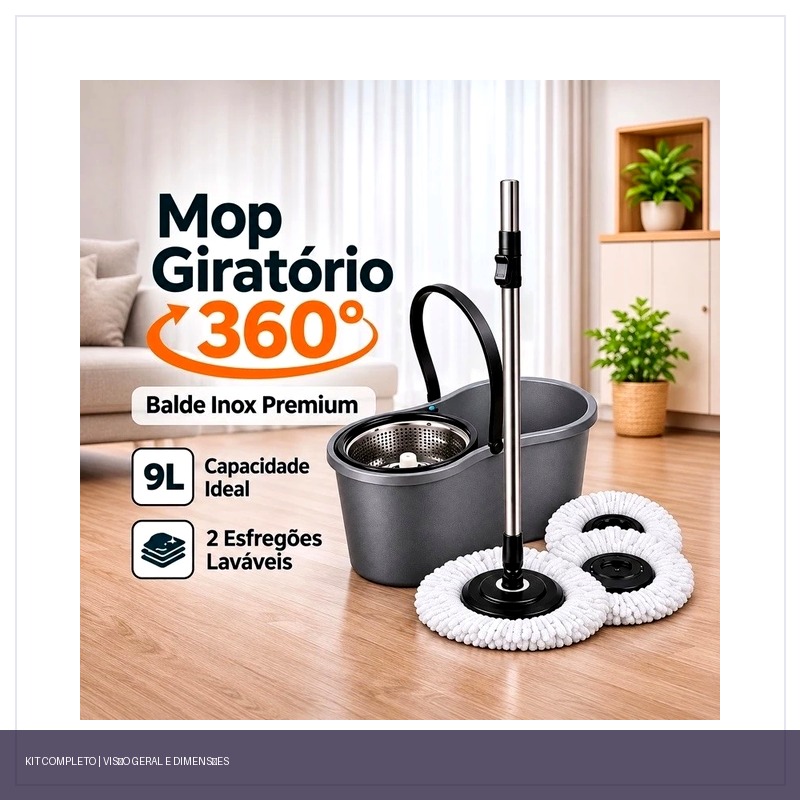 Mop
Giratório
360°
Balde Inox Premium
9L
Capacidade
Ideal
2 Esfregões
Laváveis
KIT COMPLETO | VIS□O GERAL E DIMENS□ES